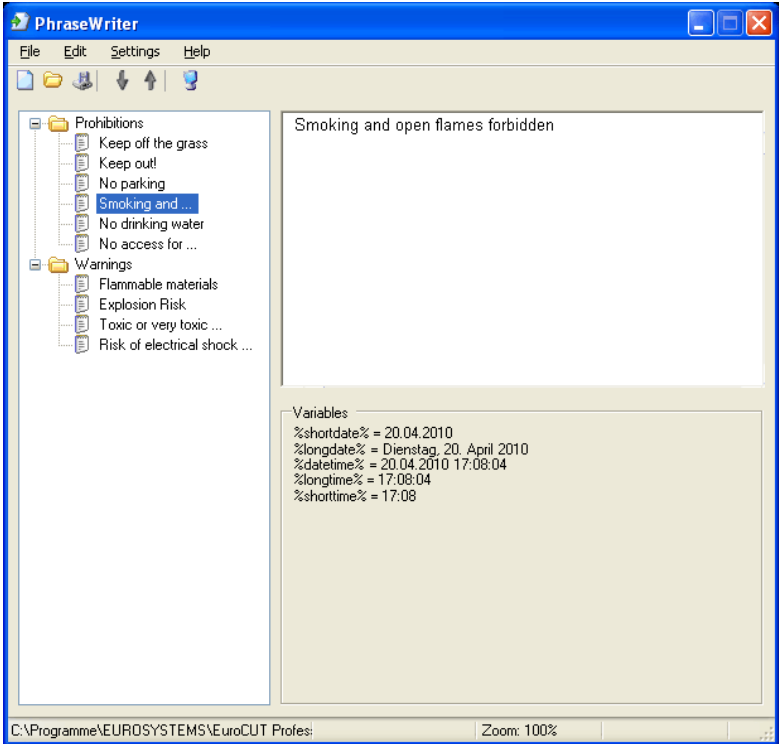 PhraseWriter
File Edit Settings Help
Prohibitions
Keep off the grass
Keep out!
No parking
Smoking and ...
No drinking water
No access for ...
Warnings
Flammable materials
Explosion Risk
Toxic or very toxic ...
Risk of electrical shock ...
Smoking and open flames forbidden
Variables
%shortdate% = 20.04.2010
%longdate% = Dienstag, 20. April 2010
%datetime% = 20.04.2010 17:08:04
%longtime% = 17:08:04
%shorttime% = 17:08
C:\Programme\EUROSYSTEMS\EuroCUT Profes
Zoom: 100%